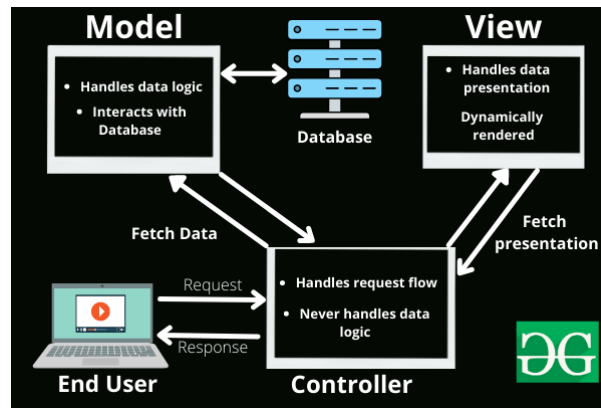 Model
View
• Handles data logic
• Interacts with
Database
Database
• Handles data
presentation
Dynamically
rendered
Fetch Data
Fetch
presentation
Request
Response
• Handles request flow
• Never handles data
logic
End User
Controller